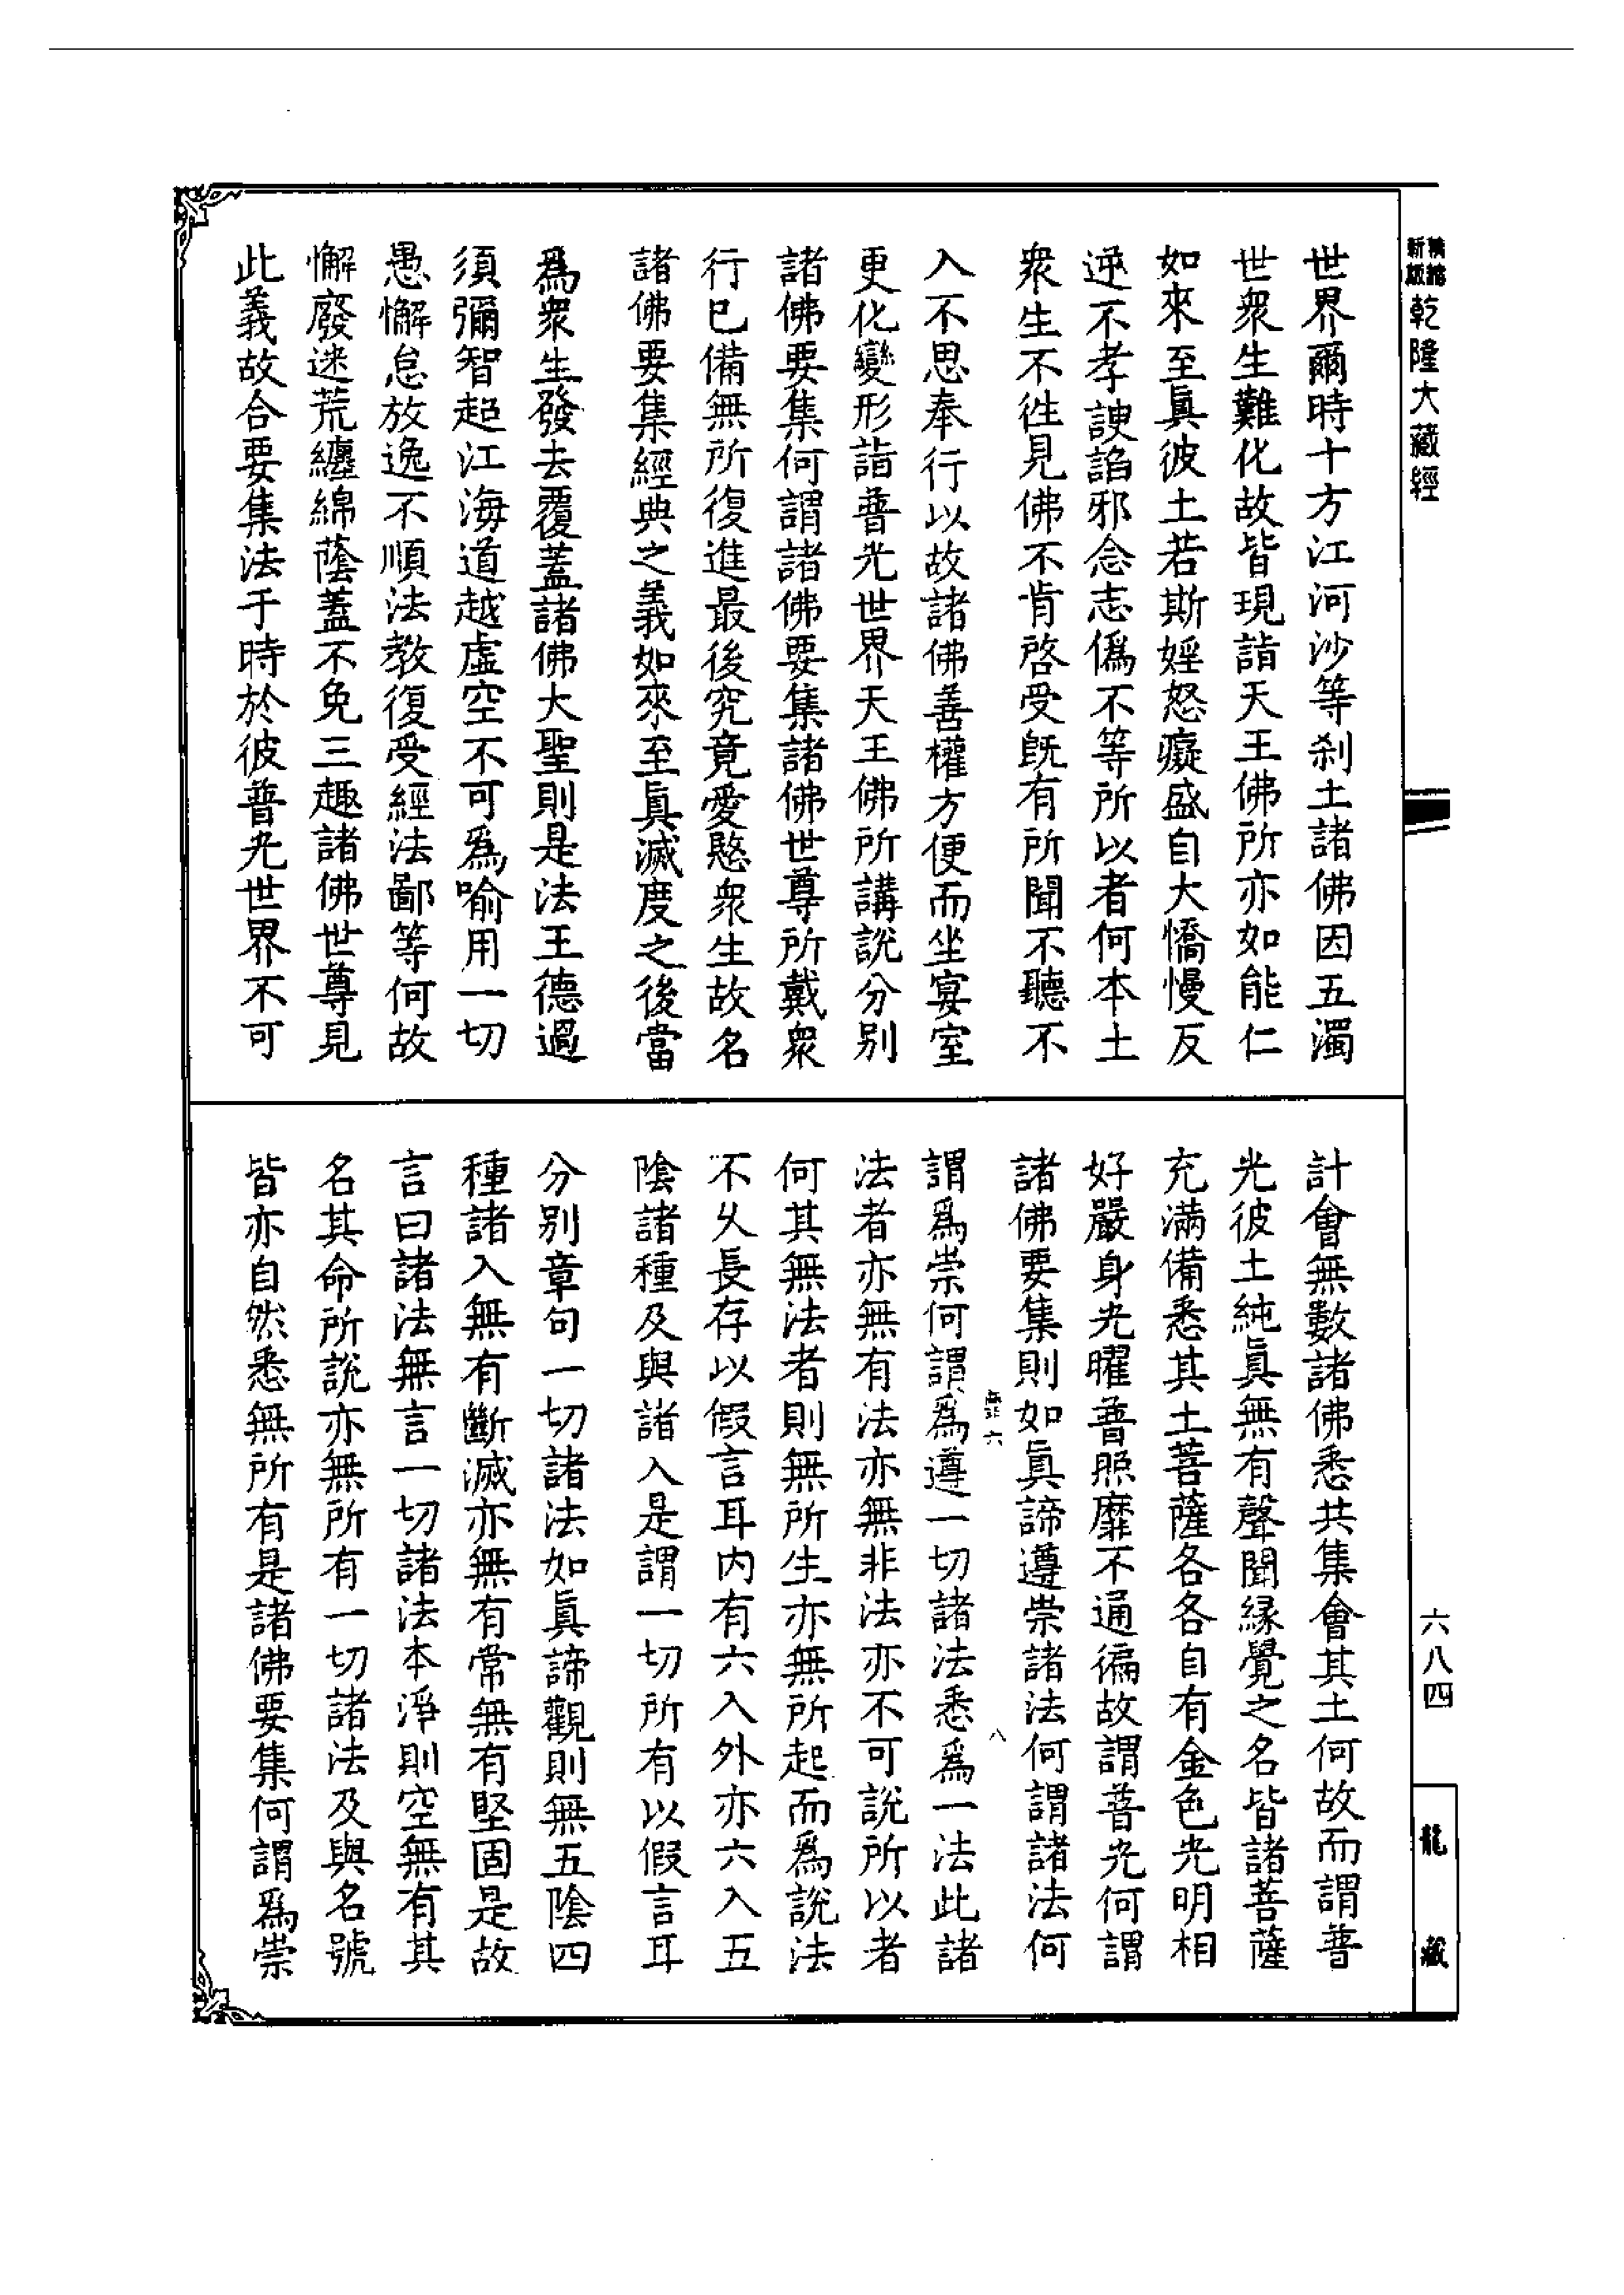 精編
新版
乾隆大藏經
世界爾時十方江河沙等刹土諸佛因五濁
世衆生難化故皆現詣天王佛所亦如能仁
如來至眞彼土若斯婬怒癡盛自大憍慢反
逆不孝諛諂邪念志僞不等所以者何本土
衆生不徃見佛不肯啓受旣有所聞不聽不
入不思奉行以故諸佛善權方便而坐宴室
更化變形詣普光世界天王佛所講說分别
諸佛要集何謂諸佛要集諸佛世尊所戴衆
行已備無所復進最後究竟愛愍衆生故名
諸佛要集經典之義如來至眞滅度之後當
爲衆生發去覆蓋諸佛大聖則是法王德過
須彌智超江海道越虛空不可爲喻用一切
愚懈怠放逸不順法教復受經法鄙等何故
懈廢迷荒纏綿蔭蓋不免三趣諸佛世尊見
此義故合要集法于時於彼普光世界不可
計會無數諸佛悉共集會其土何故而謂普
光彼土純眞無有聲聞縁覺之名皆諸菩薩
充滿備悉其土菩薩各各自有金色光明相
好嚴身光曜普照靡不通徧故謂普光何謂
諸佛要集則如眞諦遵崇諸法何謂諸法何
六
八
謂爲崇何謂爲遵一切諸法悉爲一法此諸
法者亦無有法亦無非法亦不可說所以者
何其無法者則無所生亦無所起而爲說法
不乆長存以假言耳内有六入外亦六入五
陰諸種及與諸入是謂一切所有以假言耳
分别章句一切諸法如眞諦觀則無五陰四
種諸入無有斷滅亦無有常無有堅固是故
言曰諸法無言一切諸法本淨則空無有其
名其命所說亦無所有一切諸法及與名號
皆亦自然悉無所有是諸佛要集何謂爲崇
六八四
龍藏